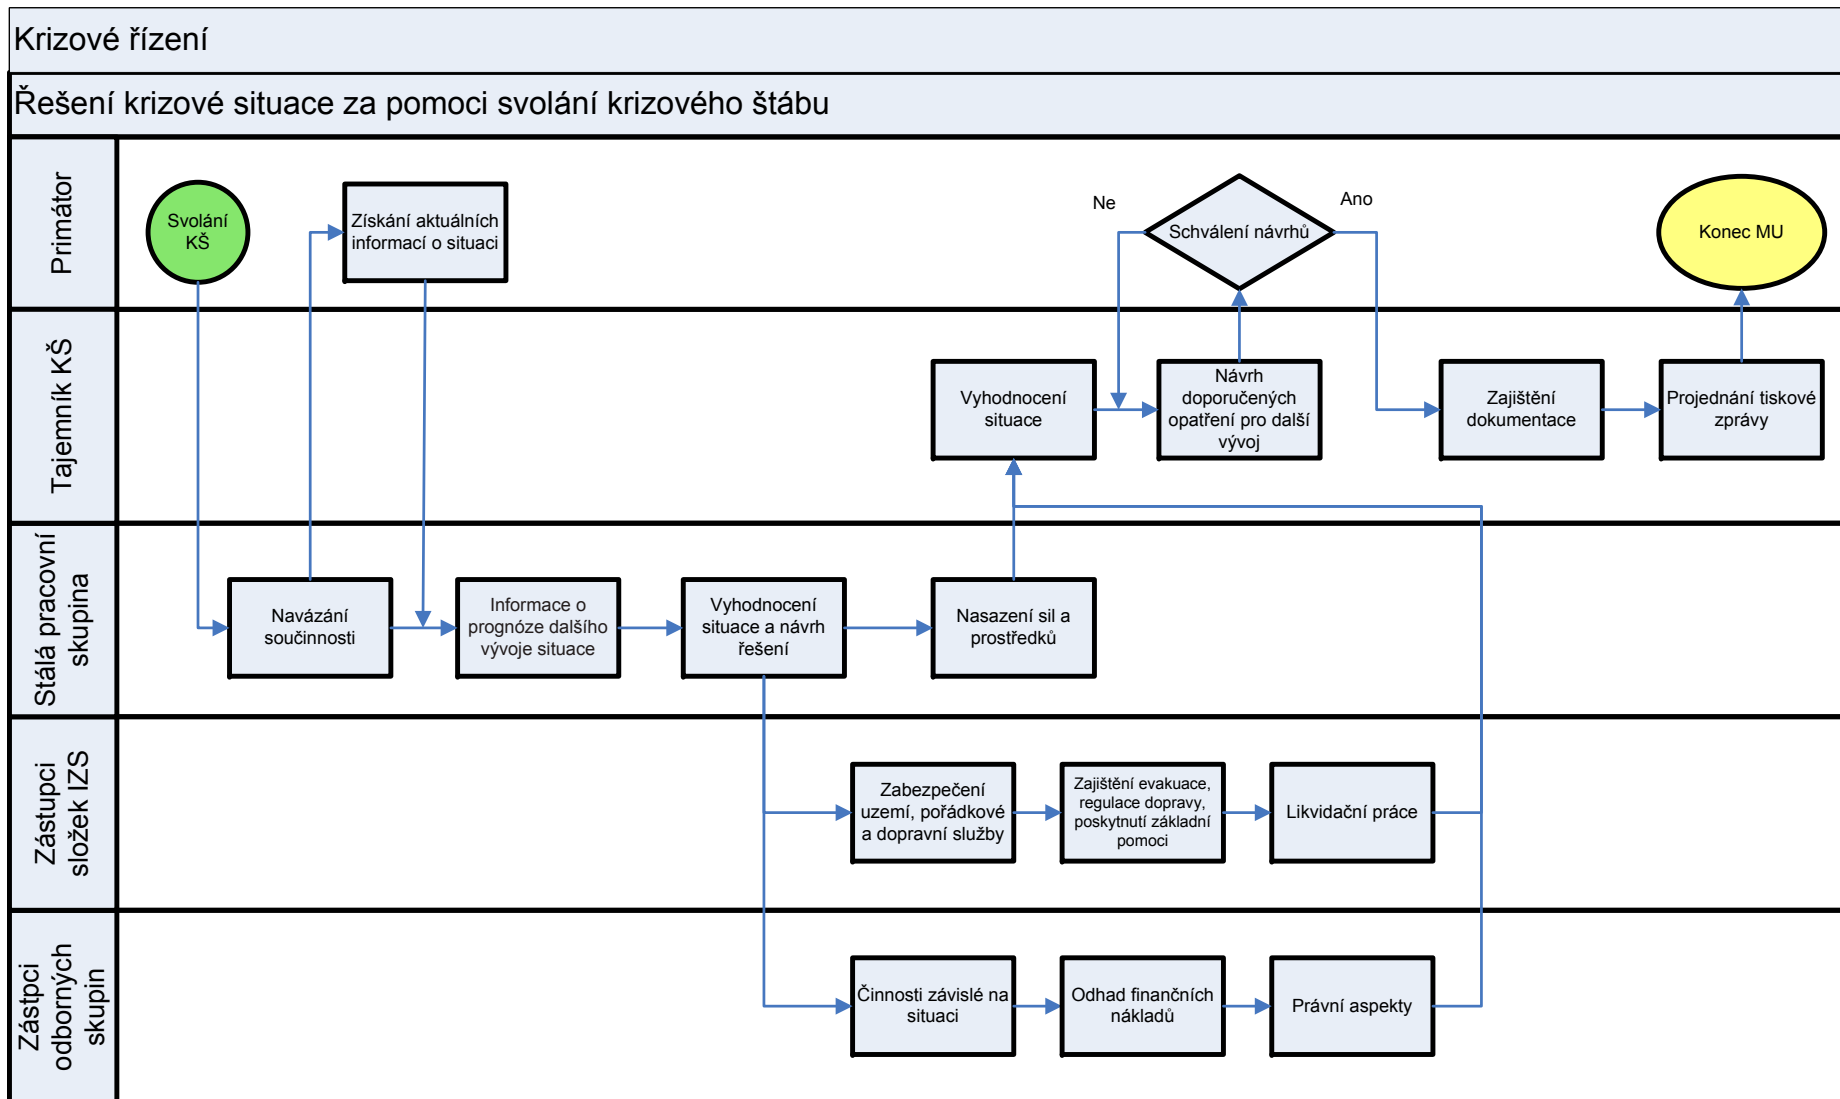 Krizové řízení
Řešení krizové situace za pomoci svolání krizového štábu
Primátor
Svolání
KŠ
Získání aktuálních
informací o situaci
Ne
Schválení návrhů
Ano
Konec MU
Tajemník KŠ
Vyhodnocení
situace
Návrh
doporučených
opatření pro další
vývoj
Zajištění
dokumentace
Projednání tiskové
zprávy
Stálá pracovní
skupina
Navázání
součinnosti
Informace o
prognóze dalšího
vývoje situace
Vyhodnocení
situace a návrh
řešení
Nasazení sil a
prostředků
Zástupci
složek IZS
Zabezpečení
uzemí, pořádkové
a dopravní služby
Zajištění evakuace,
regulace dopravy,
poskytnutí základní
pomoci
Likvidační práce
Zástpci
odborných
skupin
Činnosti závislé na
situaci
Odhad finančních
nákladů
Právní aspekty